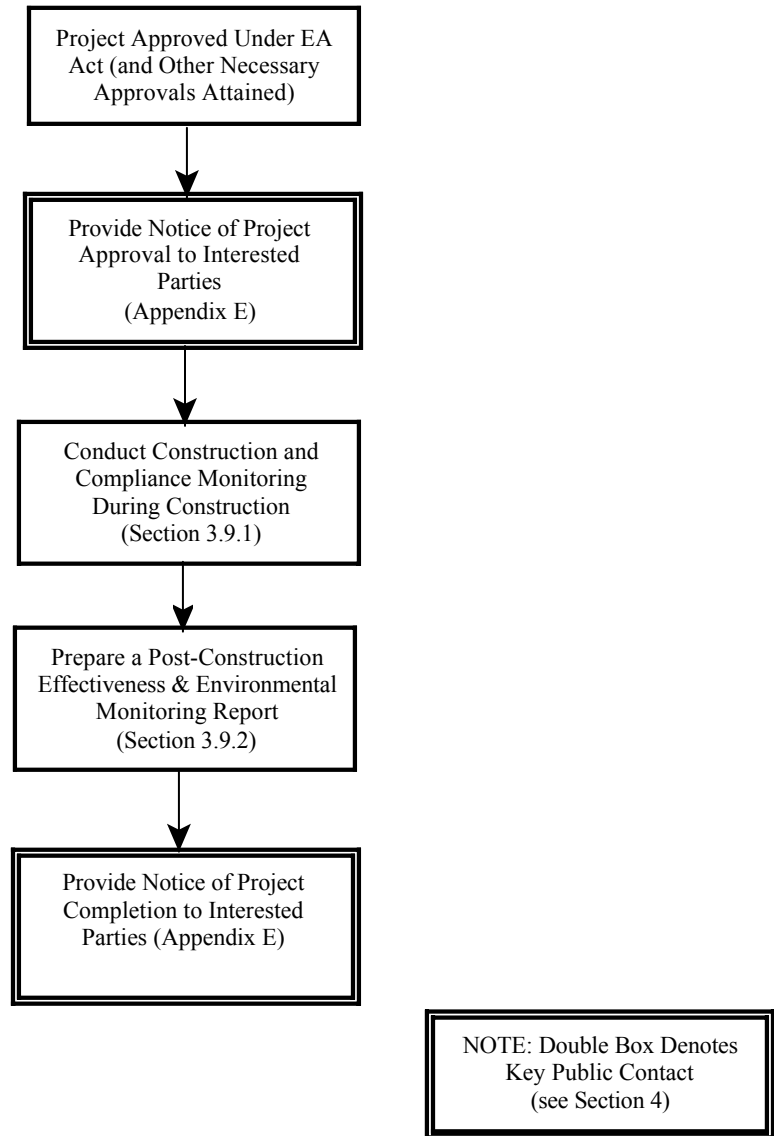 Project Approved Under EA
Act (and Other Necessary
Approvals Attained)
Provide Notice of Project
Approval to Interested
Parties
(Appendix E)
Conduct Construction and
Compliance Monitoring
During Construction
(Section 3.9.1)
Prepare a Post-Construction
Effectiveness & Environmental
Monitoring Report
(Section 3.9.2)
Provide Notice of Project
Completion to Interested
Parties (Appendix E)
NOTE: Double Box Denotes
Key Public Contact
(see Section 4)